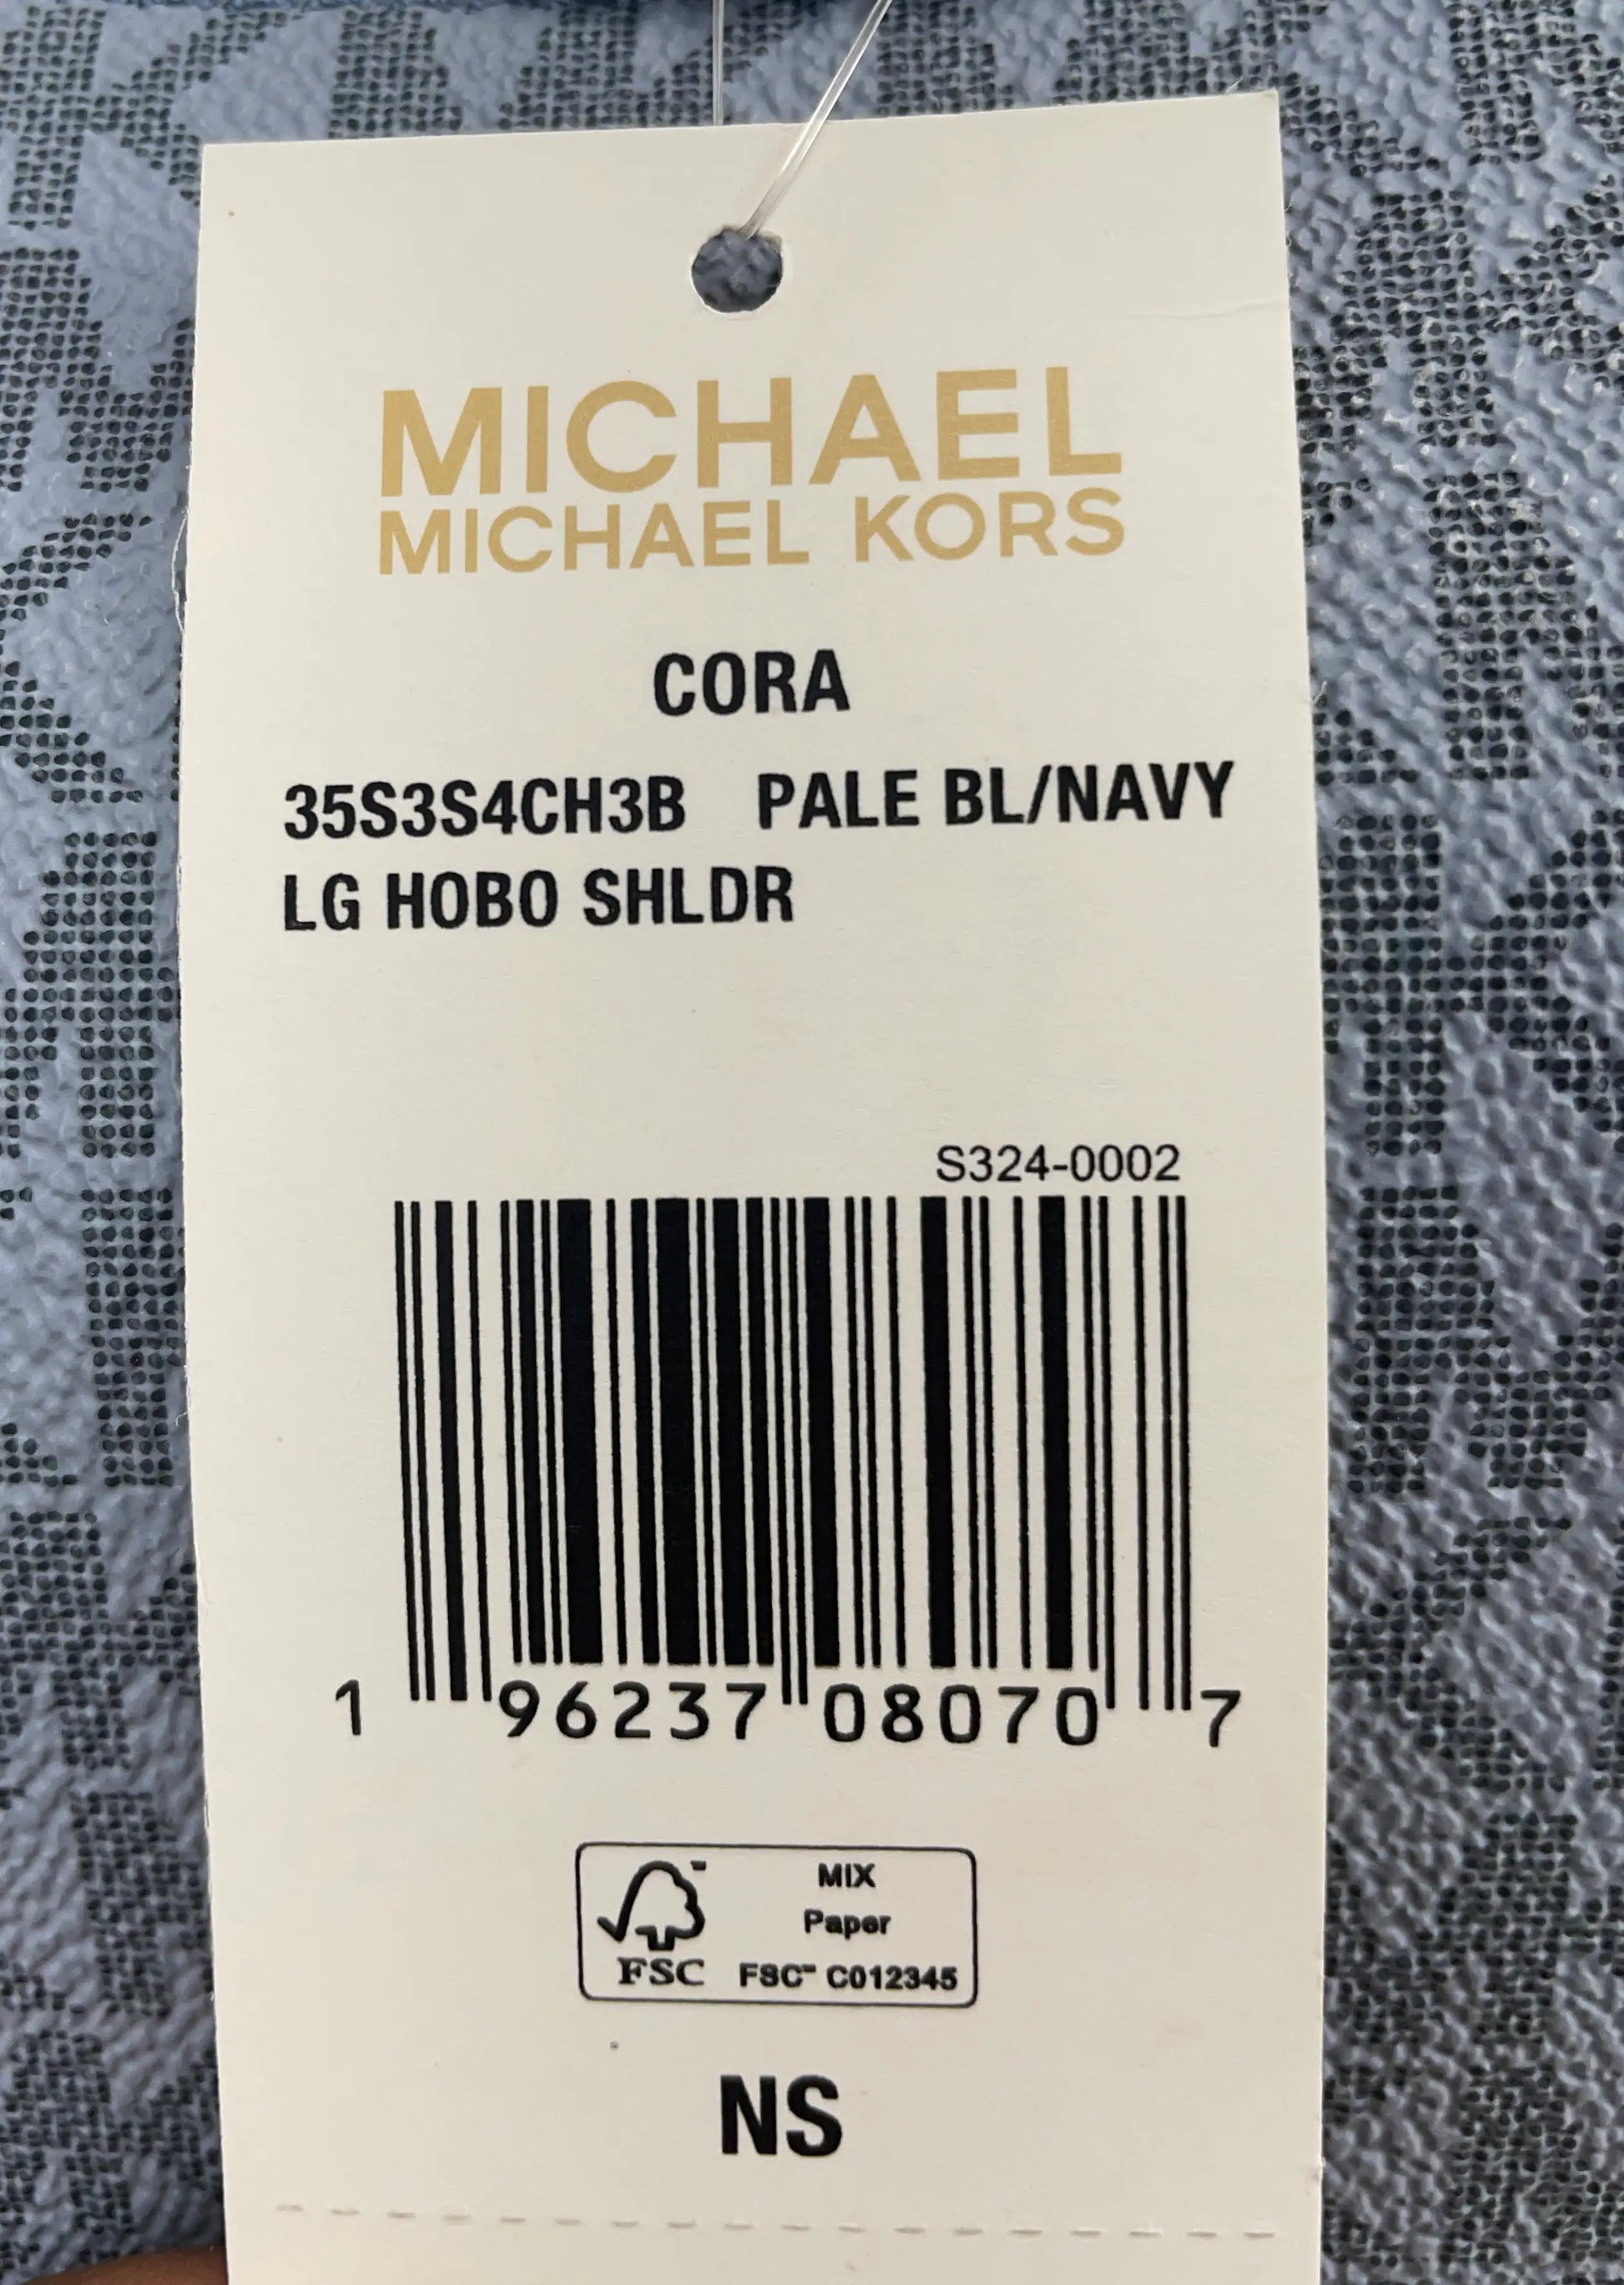 MICHAEL
MICHAEL KORS
CORA
35S3S4CH3B PALE BL/NAVY
LG HOBO SHLDR
S324-0002
1 96237 08070 7
MIX
Paper
FSC FSC™ C012345
NS